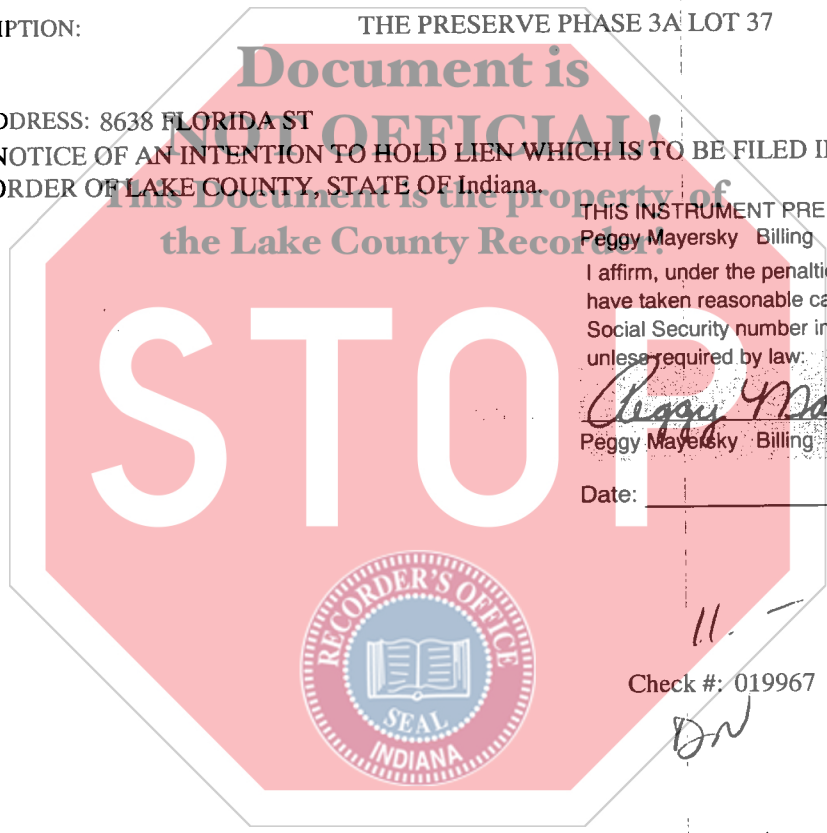 IPTION: THE PRESERVE PHASE 3A LOT 37
Document is
DDRESS: 8638 FLORIDA ST
NOT OFFICIAL!
NOTICE OF AN INTENTION TO HOLD LIEN WHICH IS TO BE FILED I
ORDER OF LAKE COUNTY, STATE OF Indiana.
This Document is the property of
the Lake County Recorder!
THIS INSTRUMENT PRE
Peggy Mayersky Billing
I affirm, under the penalti
have taken reasonable ca
Social Security number in
unless required by law:
STOP
Peggy Ma
Peggy Mayersky Billing
Date:
RECORDER'S OFFICE
SEAL
INDIANA
11. —
Check #: 019967